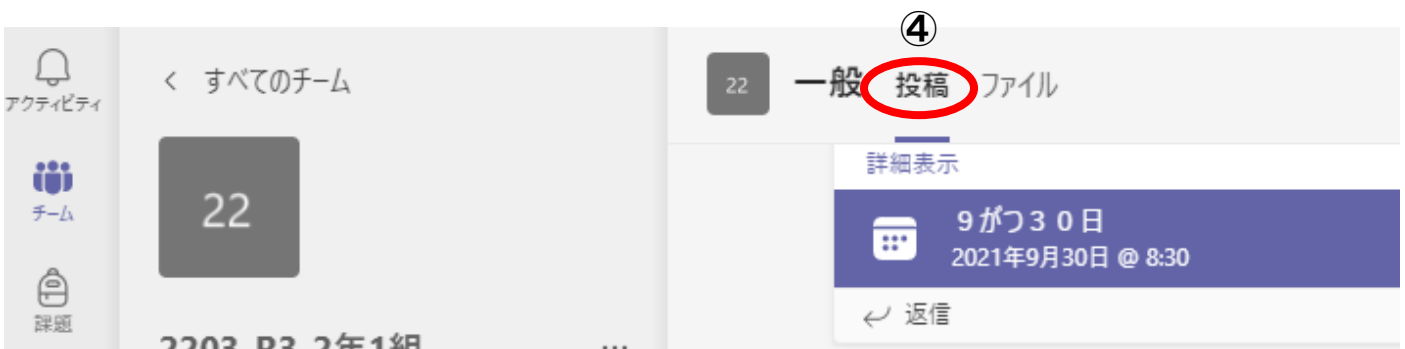 ④
アクティビティ
チーム
課題
< すべてのチーム
22
2203_R3_2年1組
...
22 一般 投稿 ファイル
詳細表示
９がつ３０日
2021年9月30日 @ 8:30
返信